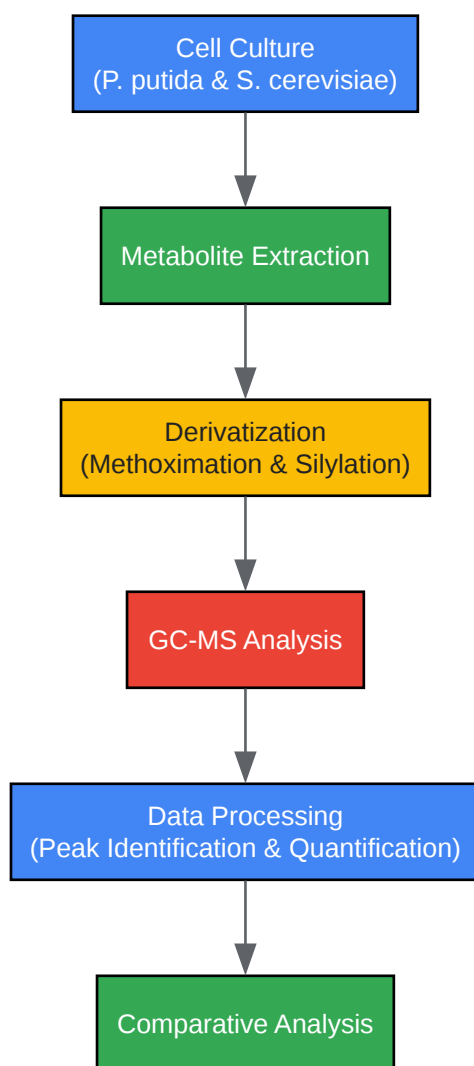 Cell Culture
(P. putida & S. cerevisiae)
Metabolite Extraction
Derivatization
(Methoximation & Silylation)
GC-MS Analysis
Data Processing
(Peak Identification & Quantification)
Comparative Analysis